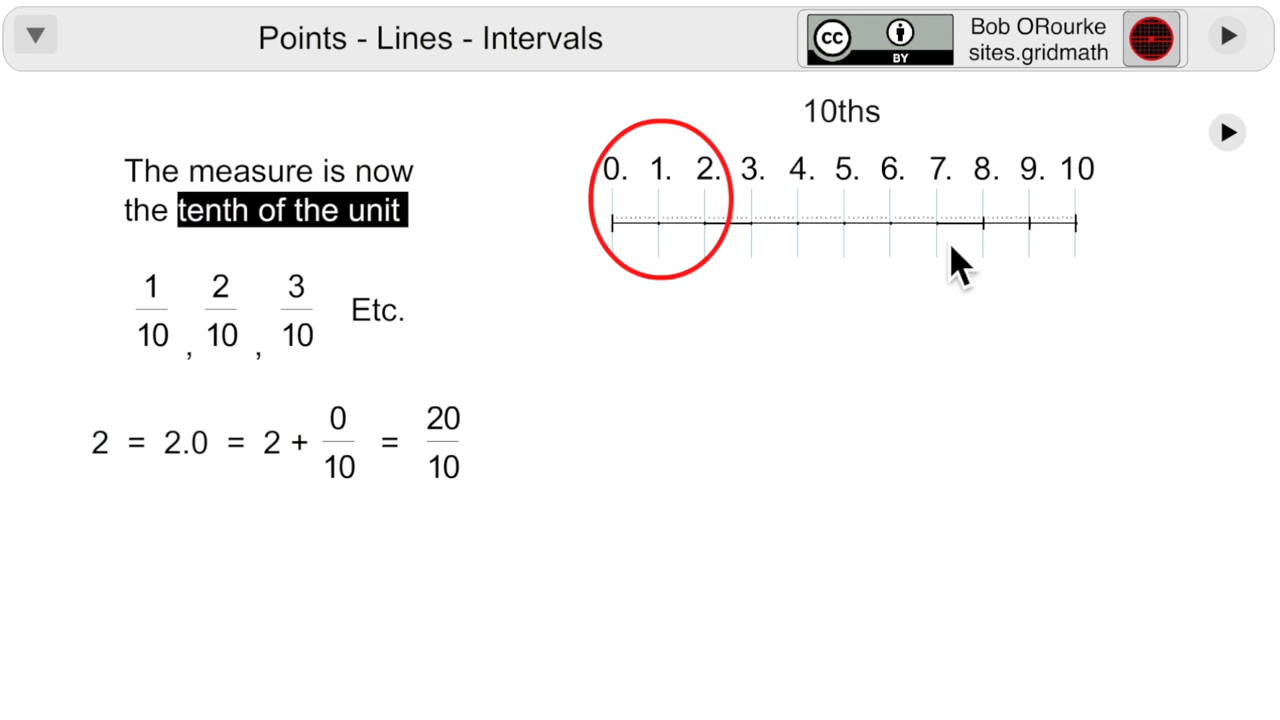 Points - Lines - Intervals
Bob ORourke
sites.gridmath
cc
BY
10ths
0. 1. 2. 3. 4. 5. 6. 7. 8. 9. 10
The measure is now
the tenth of the unit
1/10 , 2/10 , 3/10 Etc.
2 = 2.0 = 2 + 0/10 = 20/10